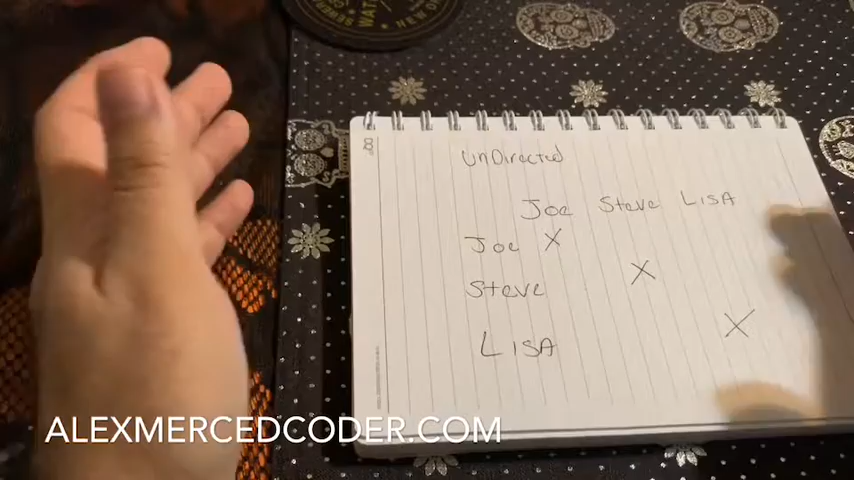 UnDirected
Joe Steve LisA
Joe X
Steve X
LisA X
ALEXMERCEDCODER.COM